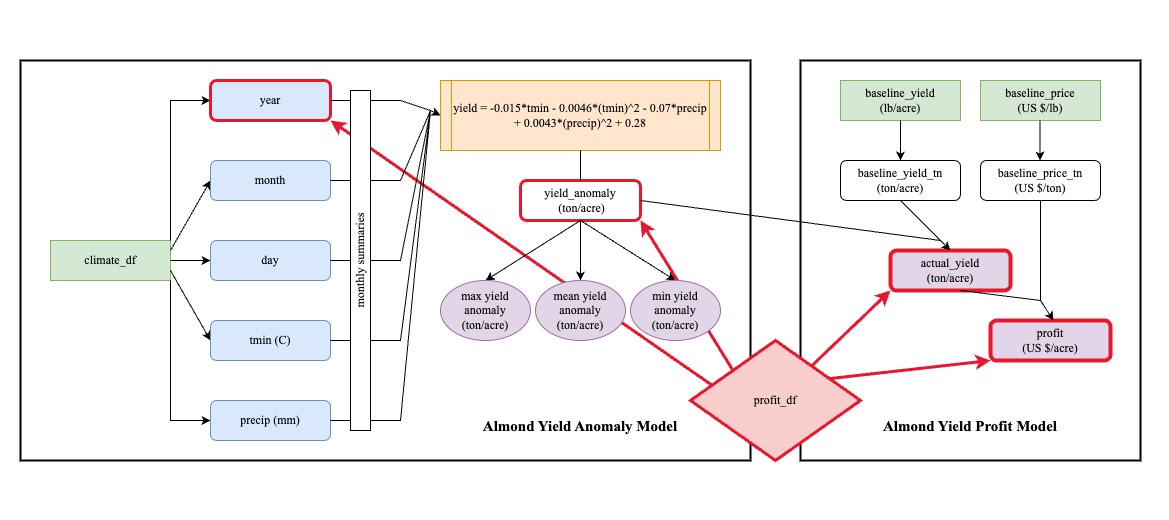 year
month
climate_df
day
tmin (C)
precip (mm)
monthly summaries
yield = -0.015*tmin - 0.0046*(tmin)^2 - 0.07*precip
+ 0.0043*(precip)^2 + 0.28
yield_anomaly
(ton/acre)
max yield
anomaly
(ton/acre)
mean yield
anomaly
(ton/acre)
min yield
anomaly
(ton/acre)
Almond Yield Anomaly Model
profit_df
baseline_yield
(lb/acre)
baseline_price
(US $/lb)
baseline_yield_tn
(ton/acre)
baseline_price_tn
(US $/ton)
actual_yield
(ton/acre)
profit
(US $/acre)
Almond Yield Profit Model